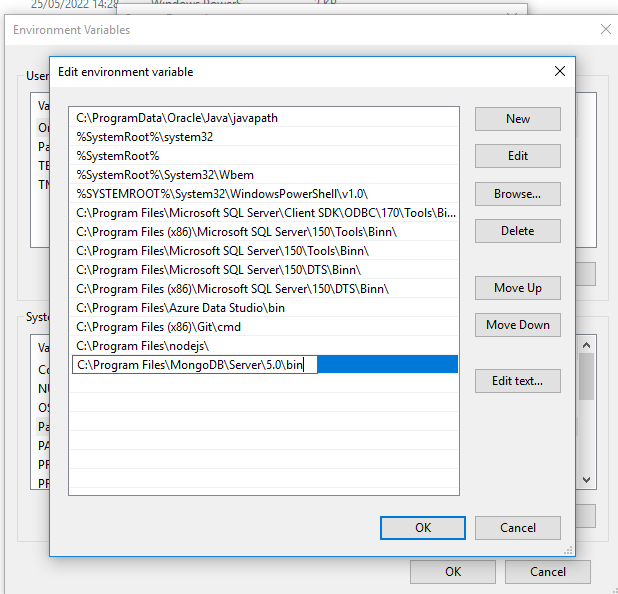 25/05/2022 14:28
Environment Variables
Edit environment variable
User
Va
Pa
TE
Syste
Va
Co
NU
OS
Pa
PA
PR
PR
C:\ProgramData\Oracle\Java\javapath
%SystemRoot%\system32
%SystemRoot%
%SystemRoot%\System32\Wbem
%SYSTEMROOT%\System32\WindowsPowerShell\v1.0\
C:\Program Files\Microsoft SQL Server\Client SDK\ODBC\170\Tools\Bi...
C:\Program Files (x86)\Microsoft SQL Server\150\Tools\Binn\
C:\Program Files\Microsoft SQL Server\150\Tools\Binn\
C:\Program Files\Microsoft SQL Server\150\DTS\Binn\
C:\Program Files (x86)\Microsoft SQL Server\150\DTS\Binn\
C:\Program Files\Azure Data Studio\bin
C:\Program Files (x86)\Git\cmd
C:\Program Files\nodejs\
C:\Program Files\MongoDB\Server\5.0\bin
New
Edit
Browse...
Delete
Move Up
Move Down
Edit text...
OK
Cancel
OK
Cancel